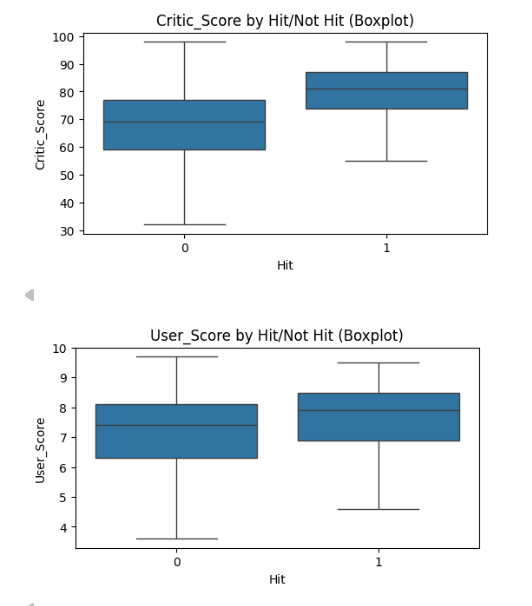 Critic_Score by Hit/Not Hit (Boxplot)
100
90
80
70
60
50
40
30
Critic_Score
0 1
Hit
User_Score by Hit/Not Hit (Boxplot)
10
9
8
7
6
5
4
User_Score
0 1
Hit